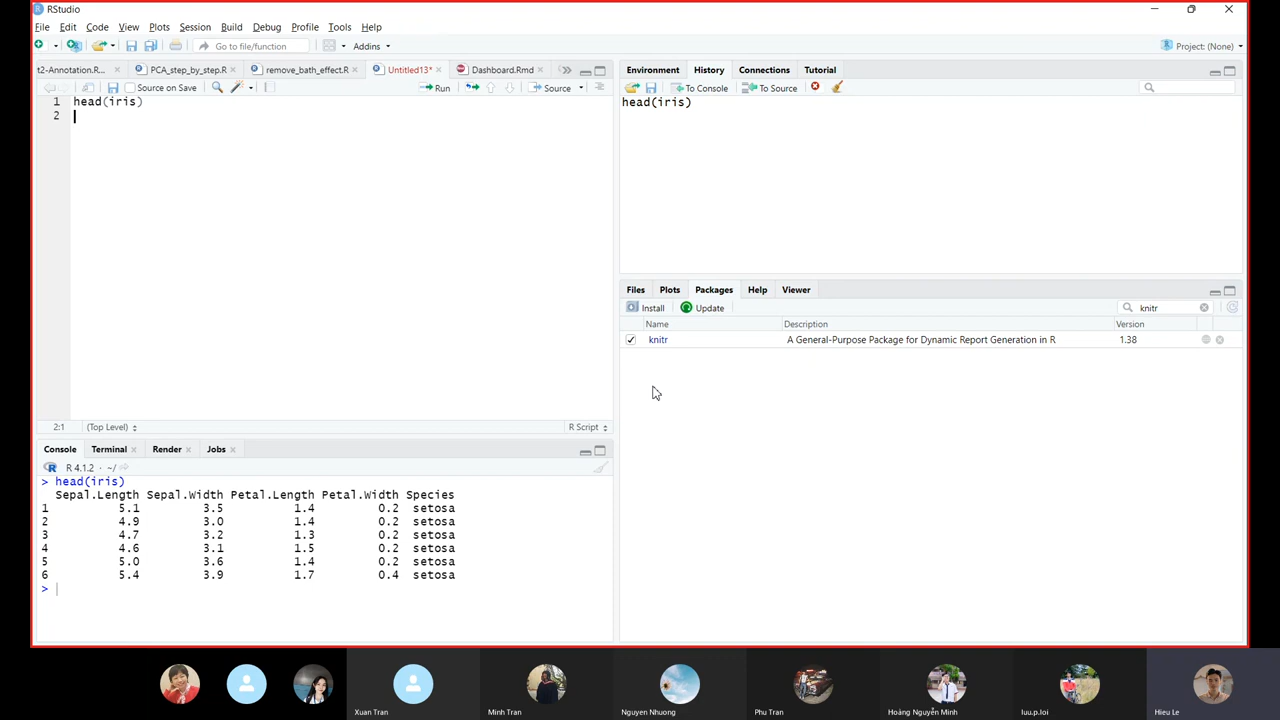 RStudio
File Edit Code View Plots Session Build Debug Profile Tools Help
Go to file/function Addins Project: (None)
t2-Annotation.R... PCA_step_by_step.R remove_bath_effect.R Untitled13* Dashboard.Rmd
Source on Save Run Source
1 head(iris)
2
2:1 (Top Level) R Script
Environment History Connections Tutorial
To Console To Source
head(iris)
Files Plots Packages Help Viewer
Install Update knitr
Name Description Version
knitr A General-Purpose Package for Dynamic Report Generation in R 1.38
Console Terminal Render Jobs
R 4.1.2 · ~/
> head(iris)
Sepal.Length Sepal.Width Petal.Length Petal.Width Species
1 5.1 3.5 1.4 0.2 setosa
2 4.9 3.0 1.4 0.2 setosa
3 4.7 3.2 1.3 0.2 setosa
4 4.6 3.1 1.5 0.2 setosa
5 5.0 3.6 1.4 0.2 setosa
6 5.4 3.9 1.7 0.4 setosa
>
Xuan Tran Minh Tran Nguyen Nhuong Phu Tran Hoàng Nguyễn Minh luu.p.loi Hieu Le